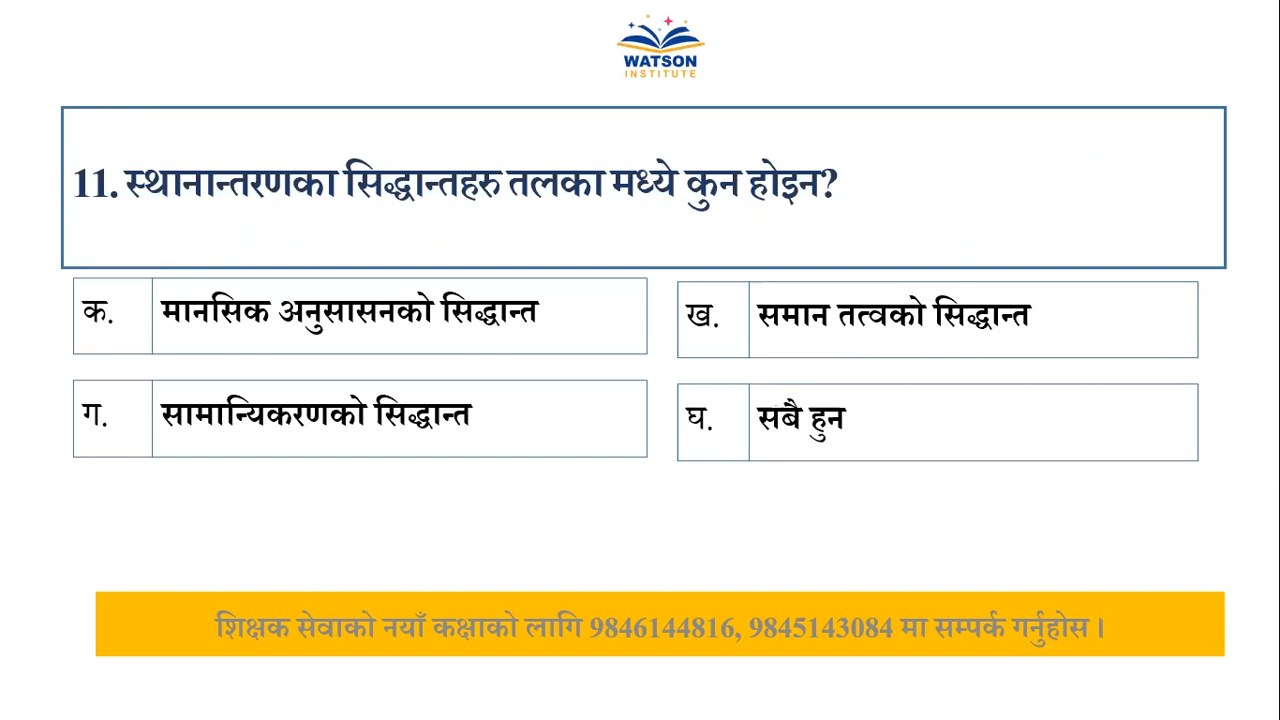 WATSON
INSTITUTE
11. स्थानान्तरणका सिद्धान्तहरु तलका मध्ये कुन होइन?
क. मानसिक अनुसासनको सिद्धान्त
ख. समान तत्वको सिद्धान्त
ग. सामान्यिकरणको सिद्धान्त
घ. सबै हुन
शिक्षक सेवाको नयाँ कक्षाको लागि 9846144816, 9845143084 मा सम्पर्क गर्नुहोस ।